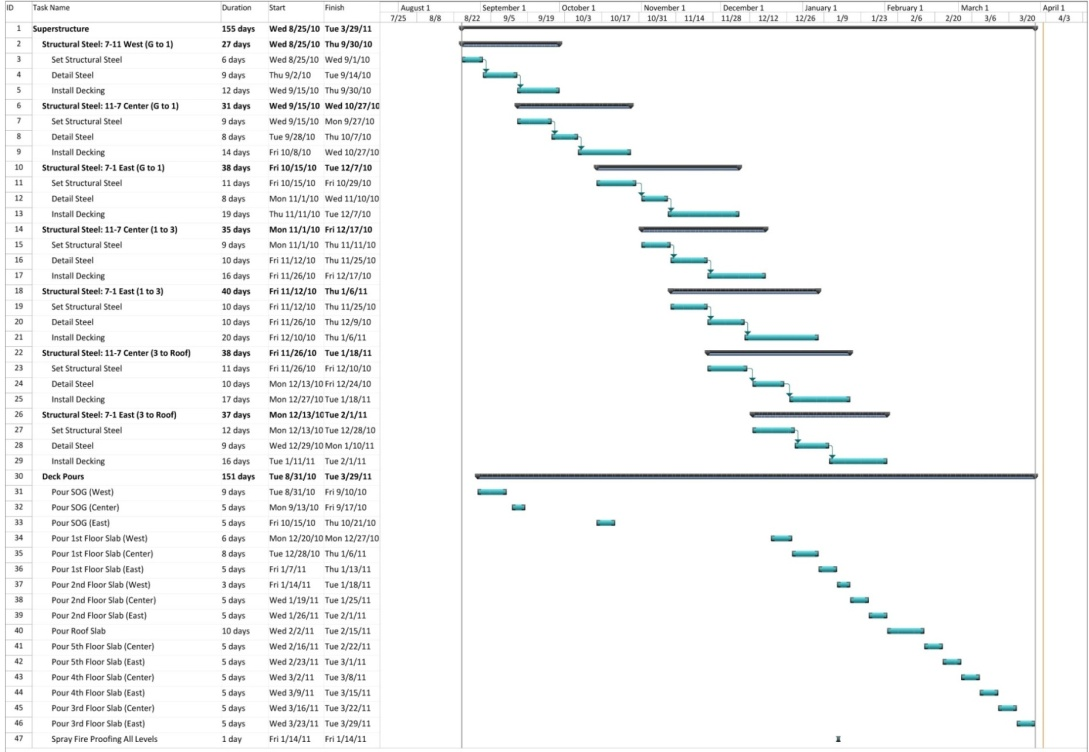 ID Task Name Duration Start Finish August 1 September 1 October 1 November 1 December 1 January 1 February 1 March 1 April 1
7/25 8/8 8/22 9/5 9/19 10/3 10/17 10/31 11/14 11/28 12/12 12/26 1/9 1/23 2/6 2/20 3/6 3/20 4/3
1 Superstructure 155 days Wed 8/25/10 Tue 3/29/11
2 Structural Steel: 7-11 West (G to 1) 27 days Wed 8/25/10 Thu 9/30/10
3 Set Structural Steel 6 days Wed 8/25/10 Wed 9/1/10
4 Detail Steel 9 days Thu 9/2/10 Tue 9/14/10
5 Install Decking 12 days Wed 9/15/10 Thu 9/30/10
6 Structural Steel: 11-7 Center (G to 1) 31 days Wed 9/15/10 Wed 10/27/10
7 Set Structural Steel 9 days Wed 9/15/10 Mon 9/27/10
8 Detail Steel 8 days Tue 9/28/10 Thu 10/7/10
9 Install Decking 14 days Fri 10/8/10 Wed 10/27/10
10 Structural Steel: 7-1 East (G to 1) 38 days Fri 10/15/10 Tue 12/7/10
11 Set Structural Steel 11 days Fri 10/15/10 Fri 10/29/10
12 Detail Steel 8 days Mon 11/1/10 Wed 11/10/10
13 Install Decking 19 days Thu 11/11/10 Tue 12/7/10
14 Structural Steel: 11-7 Center (1 to 3) 35 days Mon 11/1/10 Fri 12/17/10
15 Set Structural Steel 9 days Mon 11/1/10 Thu 11/11/10
16 Detail Steel 10 days Fri 11/12/10 Thu 11/25/10
17 Install Decking 16 days Fri 11/26/10 Fri 12/17/10
18 Structural Steel: 7-1 East (1 to 3) 40 days Fri 11/12/10 Thu 1/6/11
19 Set Structural Steel 10 days Fri 11/12/10 Thu 11/25/10
20 Detail Steel 10 days Fri 11/26/10 Thu 12/9/10
21 Install Decking 20 days Fri 12/10/10 Thu 1/6/11
22 Structural Steel: 11-7 Center (3 to Roof) 38 days Fri 11/26/10 Tue 1/18/11
23 Set Structural Steel 11 days Fri 11/26/10 Fri 12/10/10
24 Detail Steel 10 days Mon 12/13/10 Fri 12/24/10
25 Install Decking 17 days Mon 12/27/10 Tue 1/18/11
26 Structural Steel: 7-1 East (3 to Roof) 37 days Mon 12/13/10 Tue 2/1/11
27 Set Structural Steel 12 days Mon 12/13/10 Tue 12/28/10
28 Detail Steel 9 days Wed 12/29/10 Mon 1/10/11
29 Install Decking 16 days Tue 1/11/11 Tue 2/1/11
30 Deck Pours 151 days Tue 8/31/10 Tue 3/29/11
31 Pour SOG (West) 9 days Tue 8/31/10 Fri 9/10/10
32 Pour SOG (Center) 5 days Mon 9/13/10 Fri 9/17/10
33 Pour SOG (East) 5 days Fri 10/15/10 Thu 10/21/10
34 Pour 1st Floor Slab (West) 6 days Mon 12/20/10 Mon 12/27/10
35 Pour 1st Floor Slab (Center) 8 days Tue 12/28/10 Thu 1/6/11
36 Pour 1st Floor Slab (East) 5 days Fri 1/7/11 Thu 1/13/11
37 Pour 2nd Floor Slab (West) 3 days Fri 1/14/11 Tue 1/18/11
38 Pour 2nd Floor Slab (Center) 5 days Wed 1/19/11 Tue 1/25/11
39 Pour 2nd Floor Slab (East) 5 days Wed 1/26/11 Tue 2/1/11
40 Pour Roof Slab 10 days Wed 2/2/11 Tue 2/15/11
41 Pour 5th Floor Slab (Center) 5 days Wed 2/16/11 Tue 2/22/11
42 Pour 5th Floor Slab (East) 5 days Wed 2/23/11 Tue 3/1/11
43 Pour 4th Floor Slab (Center) 5 days Wed 3/2/11 Tue 3/8/11
44 Pour 4th Floor Slab (East) 5 days Wed 3/9/11 Tue 3/15/11
45 Pour 3rd Floor Slab (Center) 5 days Wed 3/16/11 Tue 3/22/11
46 Pour 3rd Floor Slab (East) 5 days Wed 3/23/11 Tue 3/29/11
47 Spray Fire Proofing All Levels 1 day Fri 1/14/11 Fri 1/14/11